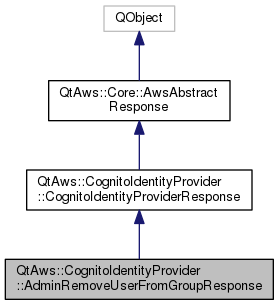 QObject
QtAws::Core::AwsAbstract
Response
QtAws::CognitoIdentityProvider
::CognitoIdentityProviderResponse
QtAws::CognitoIdentityProvider
::AdminRemoveUserFromGroupResponse